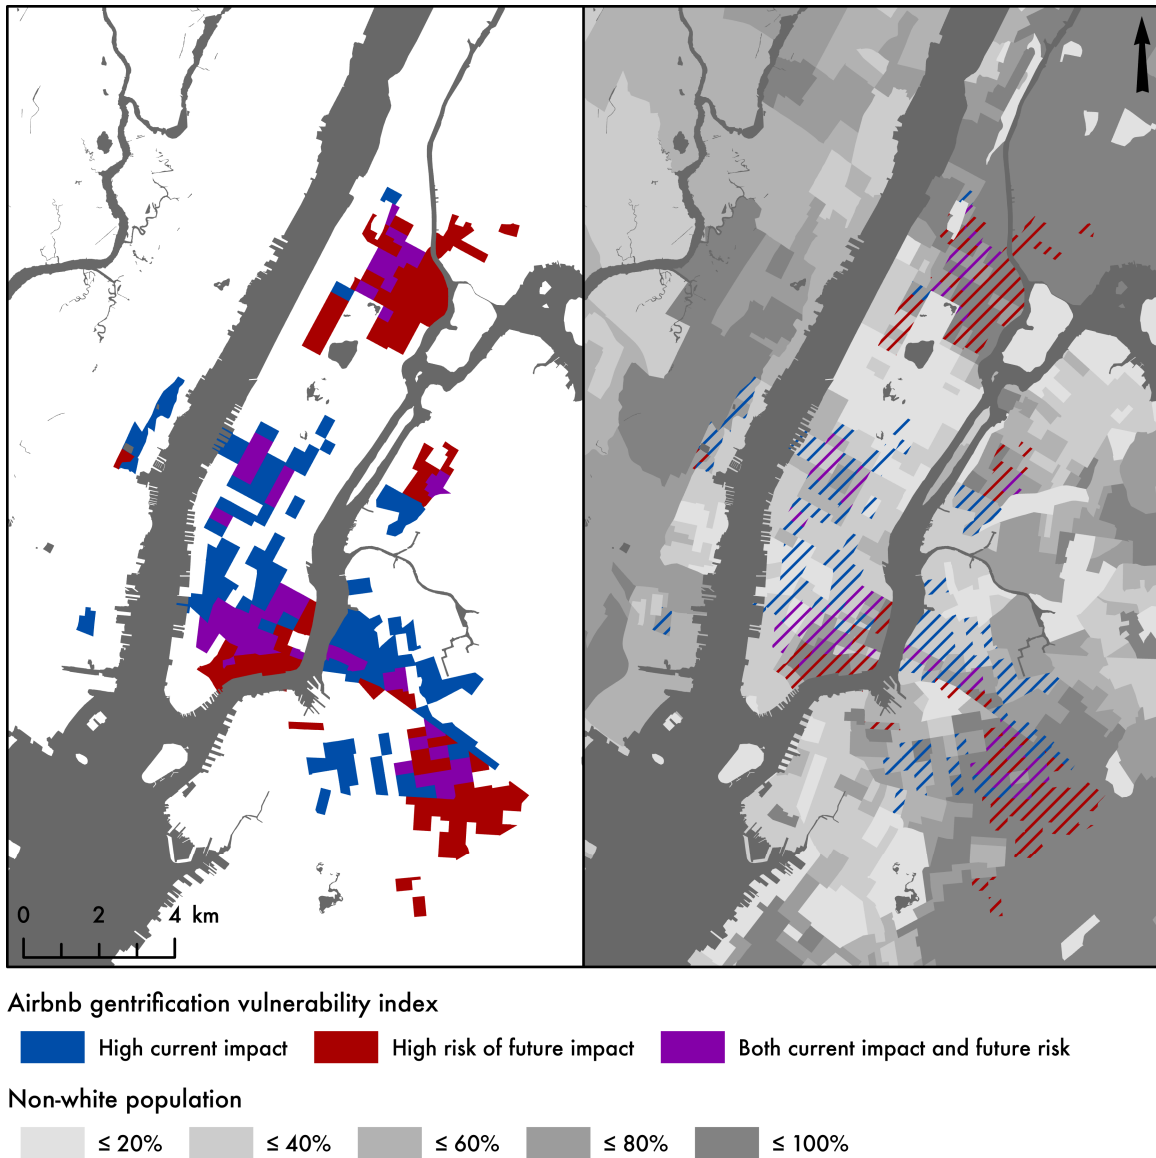 0 2 4 km
Airbnb gentrification vulnerability index
High current impact High risk of future impact Both current impact and future risk
Non-white population
≤ 20% ≤ 40% ≤ 60% ≤ 80% ≤ 100%